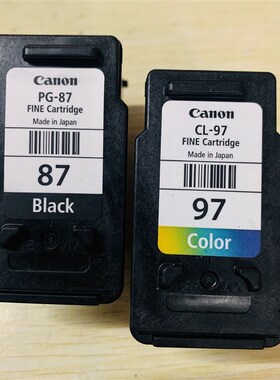 Canon
PG-87
FINE Cartridge
Made in Japan
87
Black
Canon
CL-97
FINE Cartridge
Made in Japan
97
Color